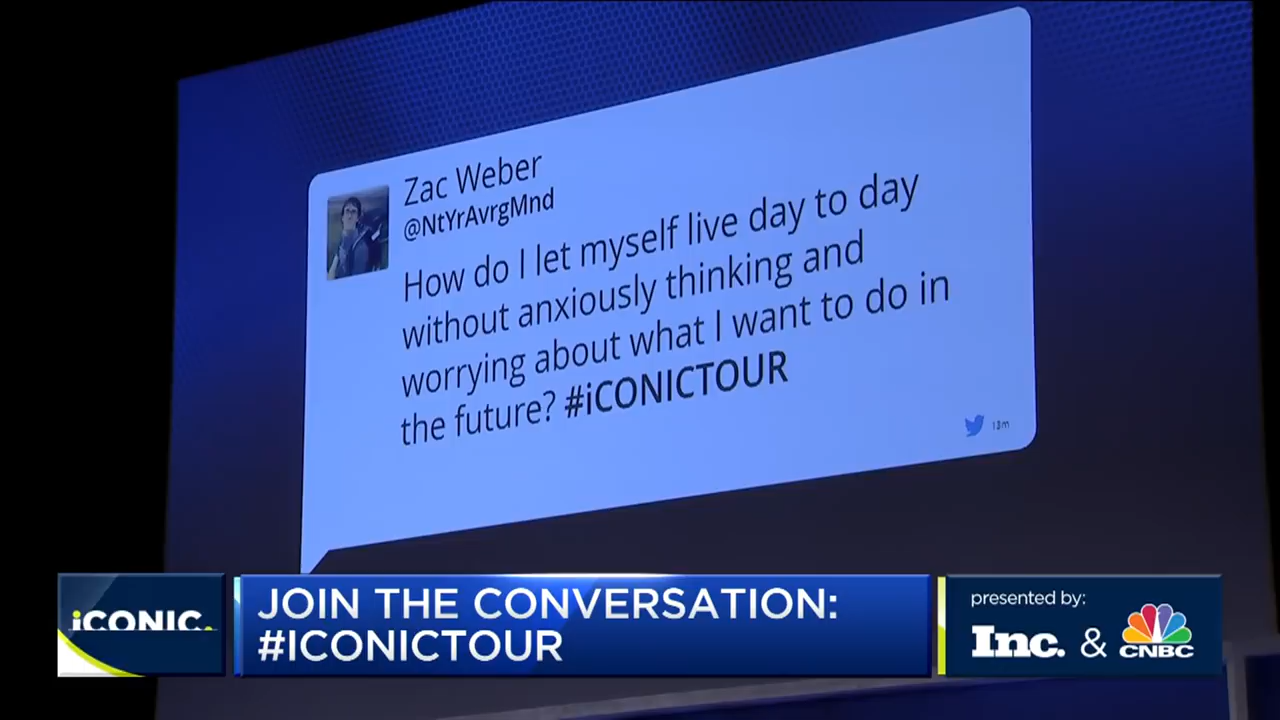 Zac Weber
@NtYrAvrgMnd
How do I let myself live day to day
without anxiously thinking and
worrying about what I want to do in
the future? #iCONICTOUR
13m
iCONIC.
JOIN THE CONVERSATION:
#ICONICTOUR
presented by:
Inc. & CNBC